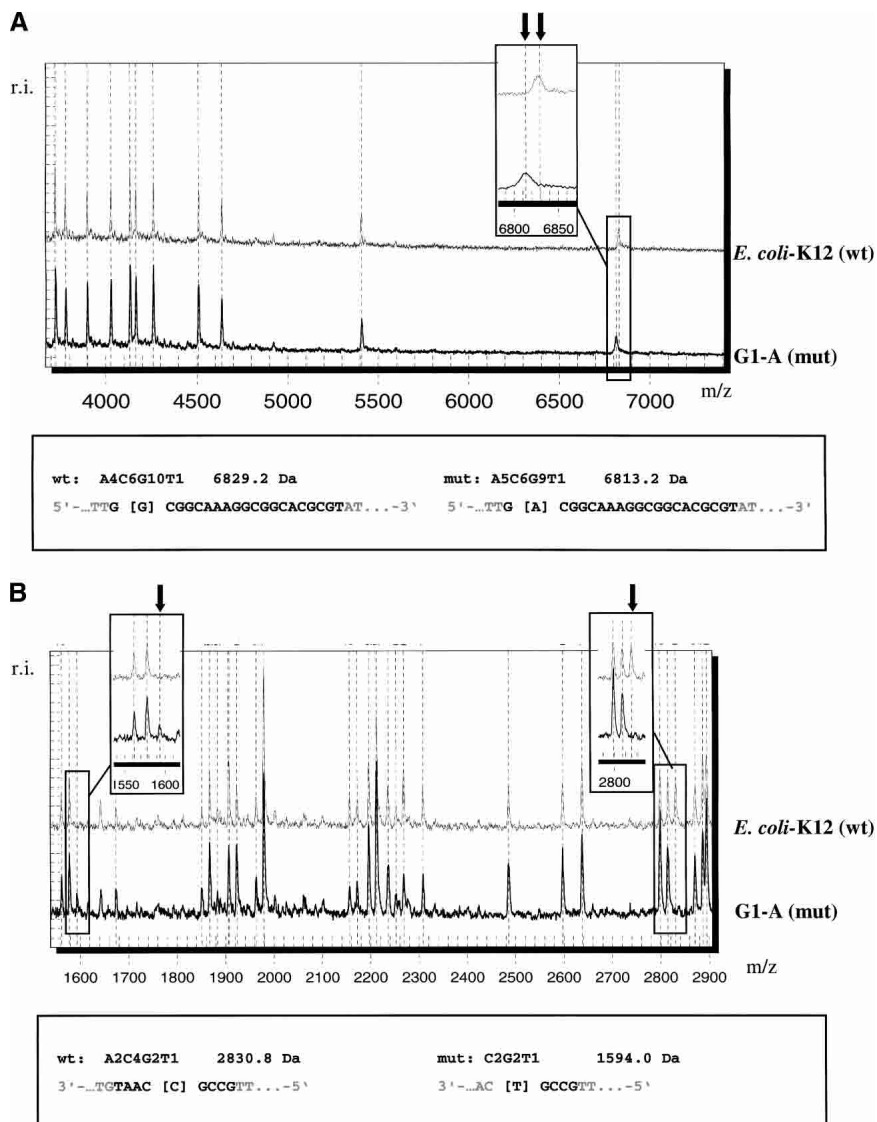 A
r.i.
6800 6850
E. coli-K12 (wt)
G1-A (mut)
4000 4500 5000 5500 6000 6500 7000 m/z
wt: A4C6G10T1 6829.2 Da mut: A5C6G9T1 6813.2 Da
5'-…TTG [G] CGGCAAAGGCGGCACGCGTAT...-3' 5'-…TTG [A] CGGCAAAGGCGGCACGCGTAT...-3'
B
r.i.
1550 1600
2800
E. coli-K12 (wt)
G1-A (mut)
1600 1700 1800 1900 2000 2100 2200 2300 2400 2500 2600 2700 2800 2900 m/z
wt: A2C4G2T1 2830.8 Da mut: C2G2T1 1594.0 Da
3'-…TGTAAC [C] GCCGTT...-5' 3'-…AC [T] GCCGTT...-5'